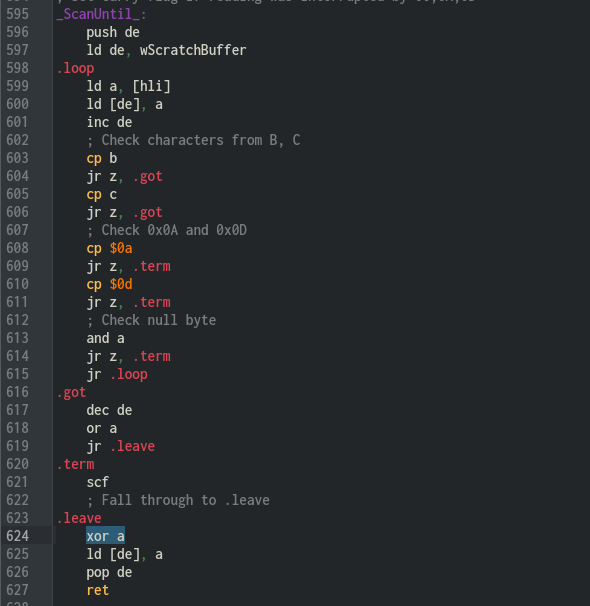 595 _ScanUntil_:
596     push de
597     ld de, wScratchBuffer
598 .loop
599     ld a, [hli]
600     ld [de], a
601     inc de
602     ; Check characters from B, C
603     cp b
604     jr z, .got
605     cp c
606     jr z, .got
607     ; Check 0x0A and 0x0D
608     cp $0a
609     jr z, .term
610     cp $0d
611     jr z, .term
612     ; Check null byte
613     and a
614     jr z, .term
615     jr .loop
616 .got
617     dec de
618     or a
619     jr .leave
620 .term
621     scf
622     ; Fall through to .leave
623 .leave
624     xor a
625     ld [de], a
626     pop de
627     ret